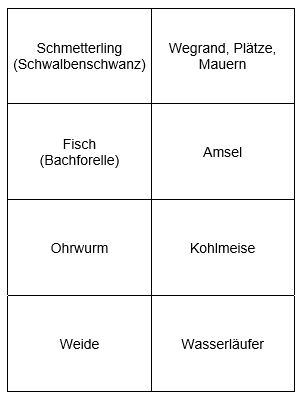 Schmetterling
(Schwalbenschwanz)
Wegrand, Plätze,
Mauern
Fisch
(Bachforelle)
Amsel
Ohrwurm
Kohlmeise
Weide
Wasserläufer